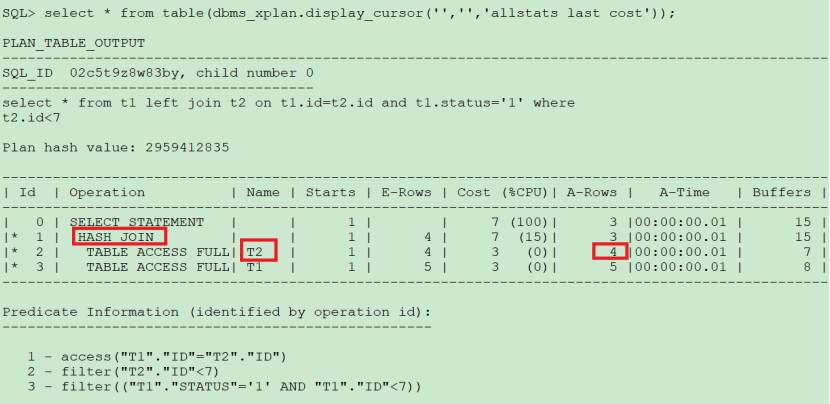 SQL> select * from table(dbms_xplan.display_cursor('','','allstats last cost'));
PLAN_TABLE_OUTPUT
--------------------------------------------------------------------------------------------------
SQL_ID  02c5t9z8w83by, child number 0
-------------------------------------
select * from t1 left join t2 on t1.id=t2.id and t1.status='1' where
t2.id<7
Plan hash value: 2959412835
--------------------------------------------------------------------------------------------------
| Id  | Operation          | Name | Starts | E-Rows | Cost (%CPU)| A-Rows |   A-Time   | Buffers |
--------------------------------------------------------------------------------------------------
|   0 | SELECT STATEMENT   |      |      1 |        |     7 (100)|      3 |00:00:00.01 |      15 |
|*  1 |  HASH JOIN         |      |      1 |      4 |     7  (15)|      3 |00:00:00.01 |      15 |
|*  2 |   TABLE ACCESS FULL| T2   |      1 |      4 |     3   (0)|      4 |00:00:00.01 |       7 |
|*  3 |   TABLE ACCESS FULL| T1   |      1 |      5 |     3   (0)|      5 |00:00:00.01 |       8 |
--------------------------------------------------------------------------------------------------
Predicate Information (identified by operation id):
---------------------------------------------------
   1 - access("T1"."ID"="T2"."ID")
   2 - filter("T2"."ID"<7)
   3 - filter(("T1"."STATUS"='1' AND "T1"."ID"<7))